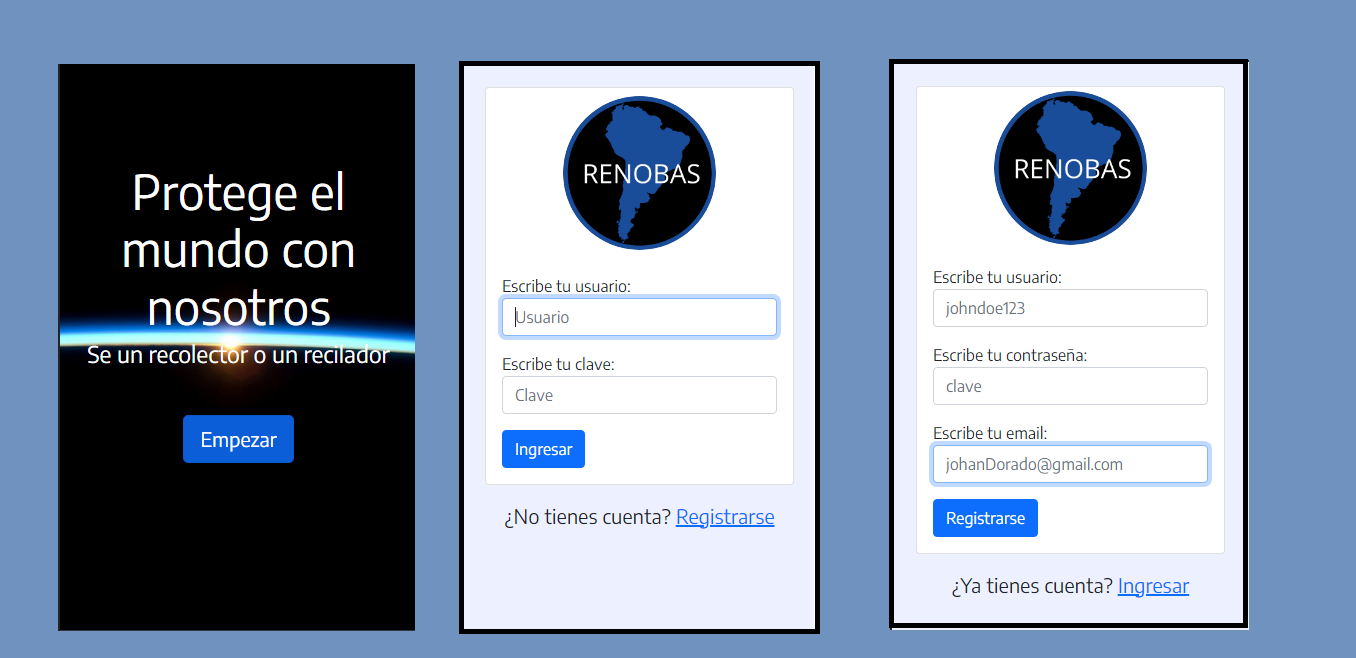 Protege el
mundo con
nosotros
Se un recolector o un recilador
Empezar
RENOBAS
Escribe tu usuario:
Usuario
Escribe tu clave:
Clave
Ingresar
¿No tienes cuenta? Registrarse
RENOBAS
Escribe tu usuario:
johndoe123
Escribe tu contraseña:
clave
Escribe tu email:
johanDorado@gmail.com
Registrarse
¿Ya tienes cuenta? Ingresar